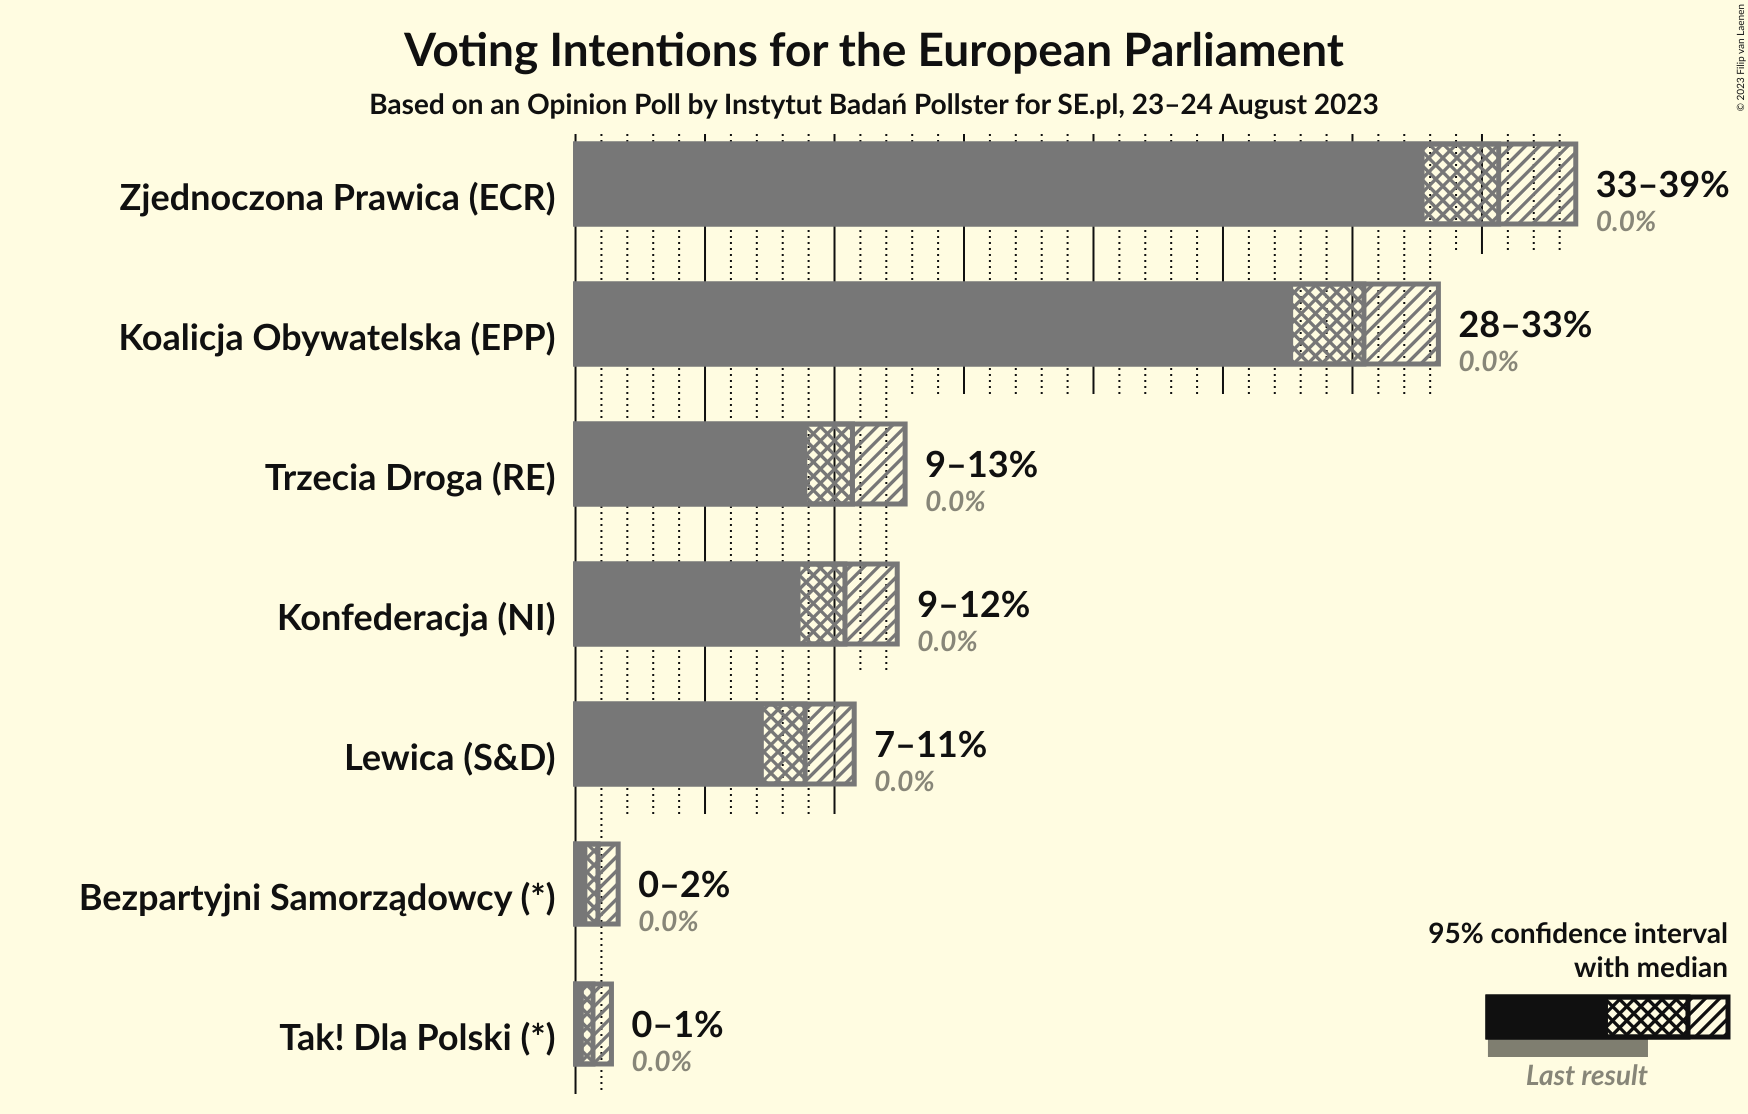 Voting Intentions for the European Parliament
Based on an Opinion Poll by Instytut Badań Pollster for SE.pl, 23–24 August 2023
© 2023 Filip van Laenen
Zjednoczona Prawica (ECR)
33–39%
0.0%
Koalicja Obywatelska (EPP)
28–33%
0.0%
Trzecia Droga (RE)
9–13%
0.0%
Konfederacja (NI)
9–12%
0.0%
Lewica (S&D)
7–11%
0.0%
Bezpartyjni Samorządowcy (*)
0–2%
0.0%
Tak! Dla Polski (*)
0–1%
0.0%
95% confidence interval
with median
Last result